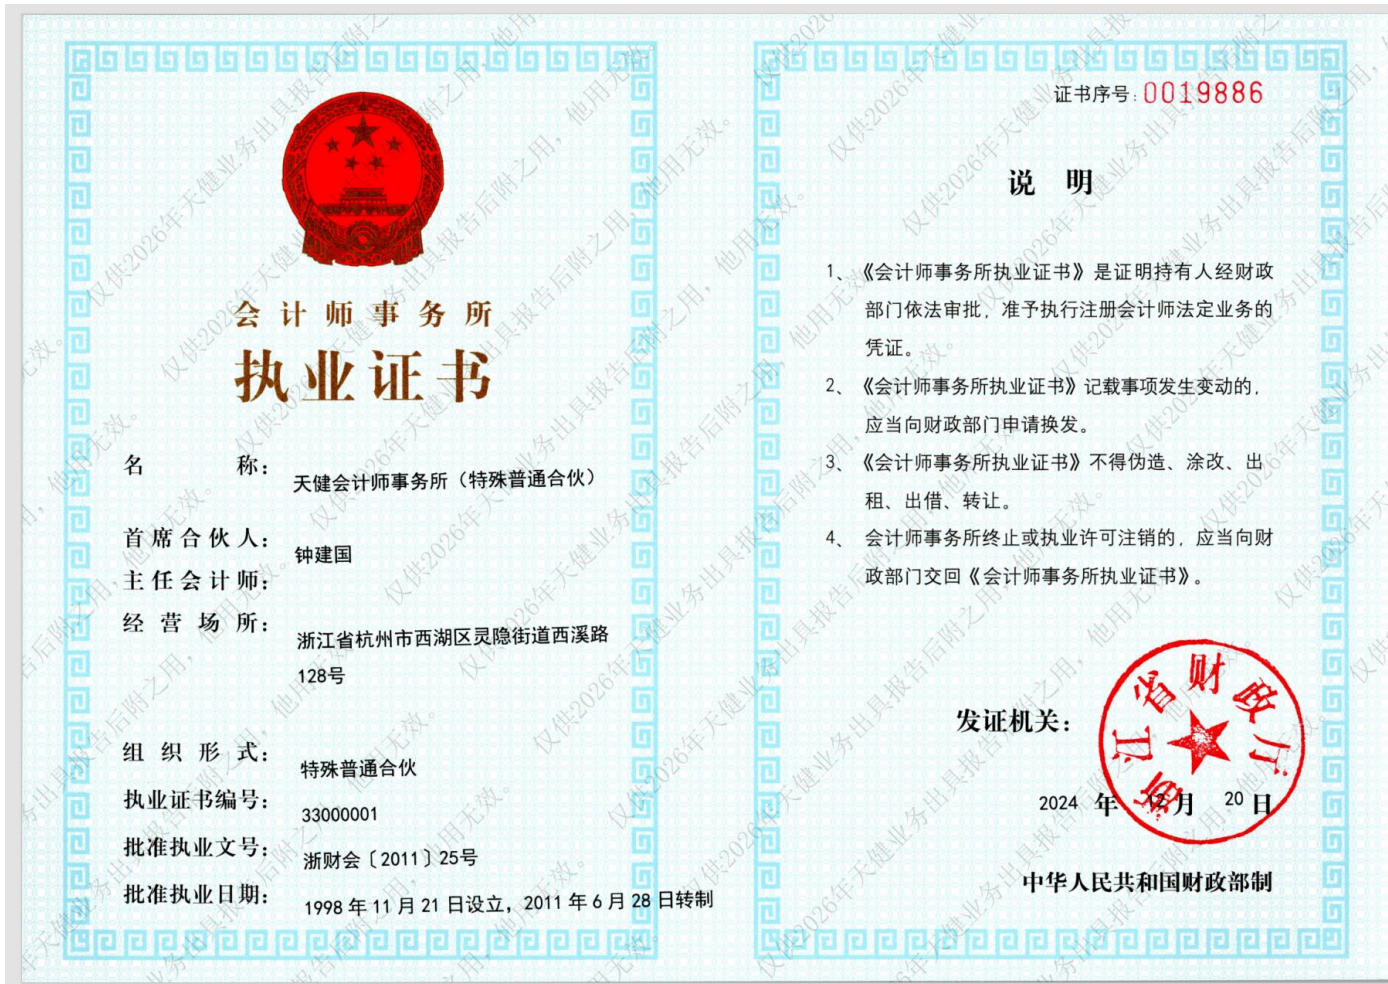 会计师事务所
执业证书
名称：
天健会计师事务所（特殊普通合伙）
首席合伙人：
钟建国
主任会计师：
经营场所：
浙江省杭州市西湖区灵隐街道西溪路
128号
组织形式：
特殊普通合伙
执业证书编号：
33000001
批准执业文号：
浙财会〔2011〕25号
批准执业日期：
1998年11月21日设立，2011年6月28日转制
证书序号：0019886
说明
1、《会计师事务所执业证书》是证明持有人经财政
部门依法审批，准予执行注册会计师法定业务的
凭证。
2、《会计师事务所执业证书》记载事项发生变动的，
应当向财政部门申请换发。
3、《会计师事务所执业证书》不得伪造、涂改、出
租、出借、转让。
4、会计师事务所终止或执业许可注销的，应当向财
政部门交回《会计师事务所执业证书》。
发证机关：
浙江省财政厅
2024年12月20日
中华人民共和国财政部制
仅供2026年天健业务出具报告后附之用，他用无效。